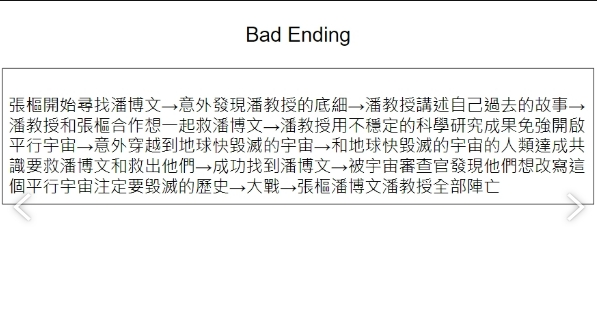 Bad Ending
張樞開始尋找潘博文→意外發現潘教授的底細→潘教授講述自己過去的故事→
潘教授和張樞合作想一起救潘博文→潘教授用不穩定的科學研究成果免強開啟
平行宇宙→意外穿越到地球快毀滅的宇宙→和地球快毀滅的宇宙的人類達成共
識要救潘博文和救出他們→成功找到潘博文→被宇宙審查官發現他們想改寫這
個平行宇宙注定要毀滅的歷史→大戰→張樞潘博文潘教授全部陣亡